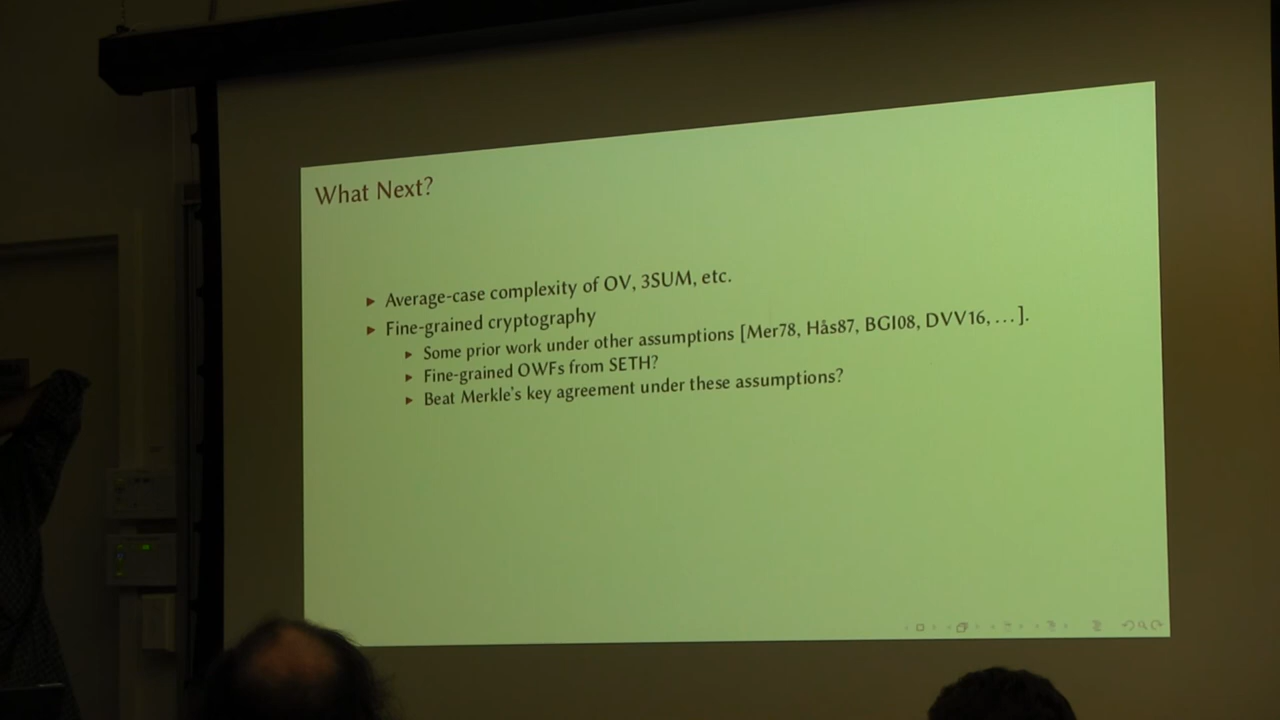 What Next?
▶ Average-case complexity of OV, 3SUM, etc.
▶ Fine-grained cryptography
▶ Some prior work under other assumptions [Mer78, Hås87, BGI08, DVV16, ...].
▶ Fine-grained OWFs from SETH?
▶ Beat Merkle's key agreement under these assumptions?